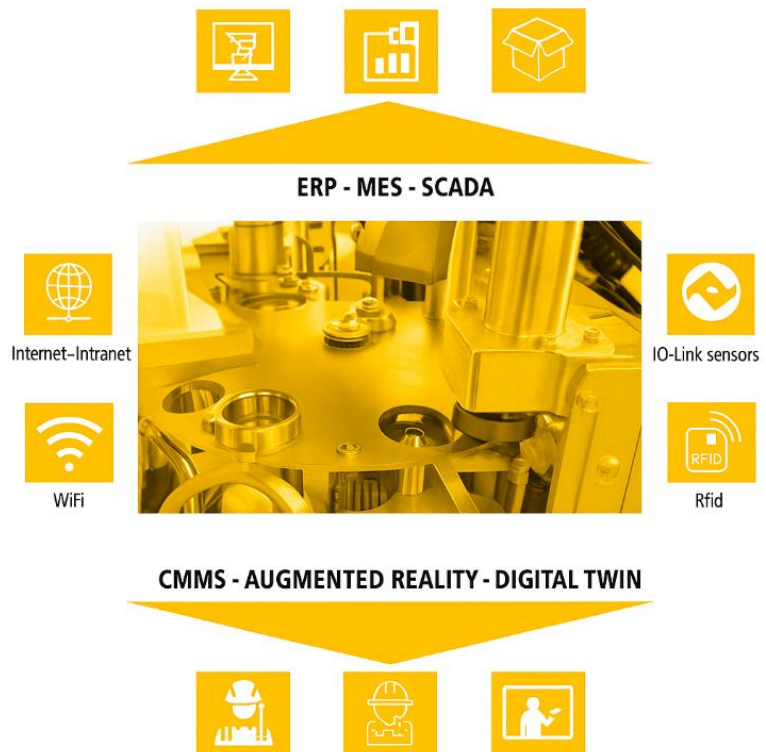 ERP - MES - SCADA
Internet–Intranet
IO-Link sensors
RFID
WiFi
Rfid
CMMS - AUGMENTED REALITY - DIGITAL TWIN